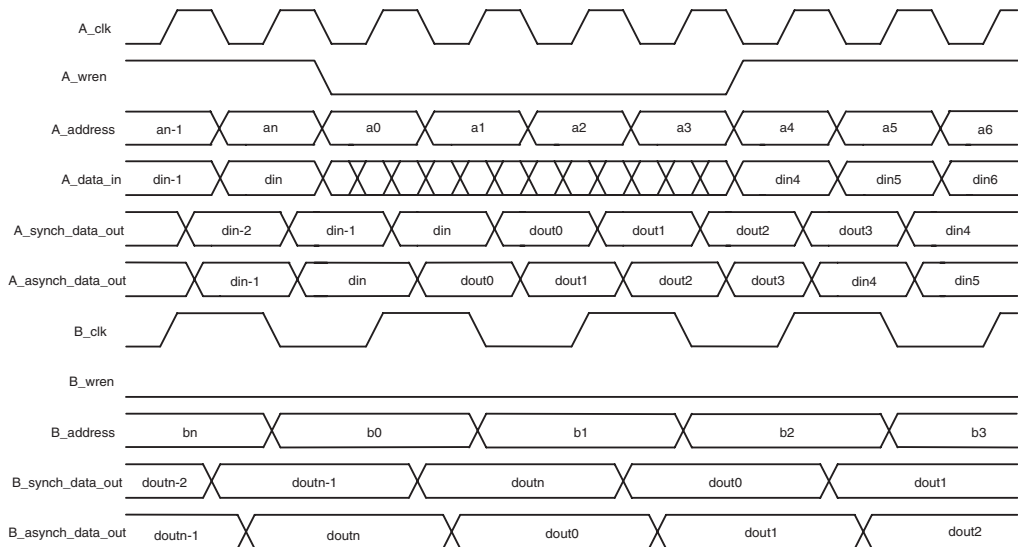 A_clk
A_wren
A_address an-1 an a0 a1 a2 a3 a4 a5 a6
A_data_in din-1 din din4 din5 din6
A_synch_data_out din-2 din-1 din dout0 dout1 dout2 dout3 din4
A_asynch_data_out din-1 din dout0 dout1 dout2 dout3 din4 din5
B_clk
B_wren
B_address bn b0 b1 b2 b3
B_synch_data_out doutn-2 doutn-1 doutn dout0 dout1
B_asynch_data_out doutn-1 doutn dout0 dout1 dout2